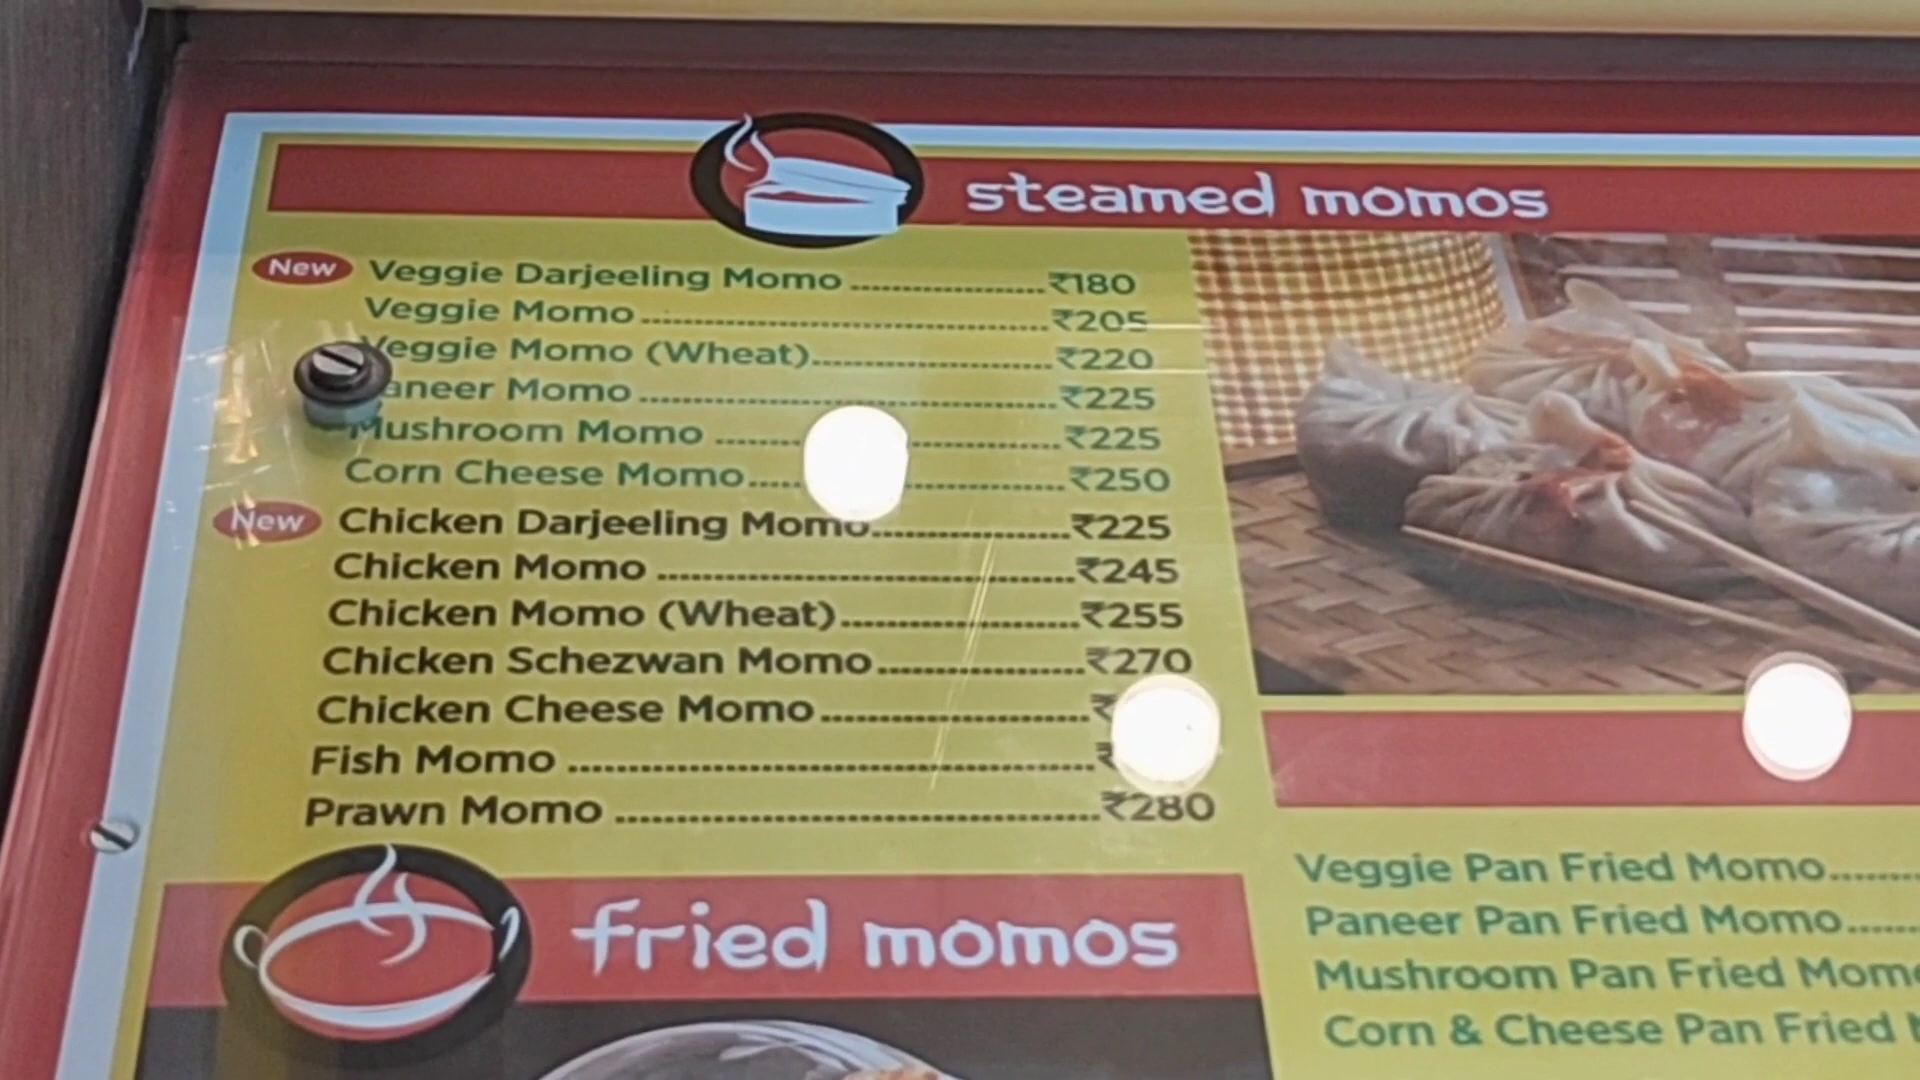 steamed momos
New Veggie Darjeeling Momo ................... ₹180
Veggie Momo ................... ₹205
Veggie Momo (Wheat) ................... ₹220
Paneer Momo ................... ₹225
Mushroom Momo ................... ₹225
Corn Cheese Momo ................... ₹250
New Chicken Darjeeling Momo ................... ₹225
Chicken Momo ................... ₹245
Chicken Momo (Wheat) ................... ₹255
Chicken Schezwan Momo ................... ₹270
Chicken Cheese Momo ................... ₹
Fish Momo ................... ₹
Prawn Momo ................... ₹280
fried momos
Veggie Pan Fried Momo........
Paneer Pan Fried Momo.......
Mushroom Pan Fried
Corn & Cheese Pan Fried